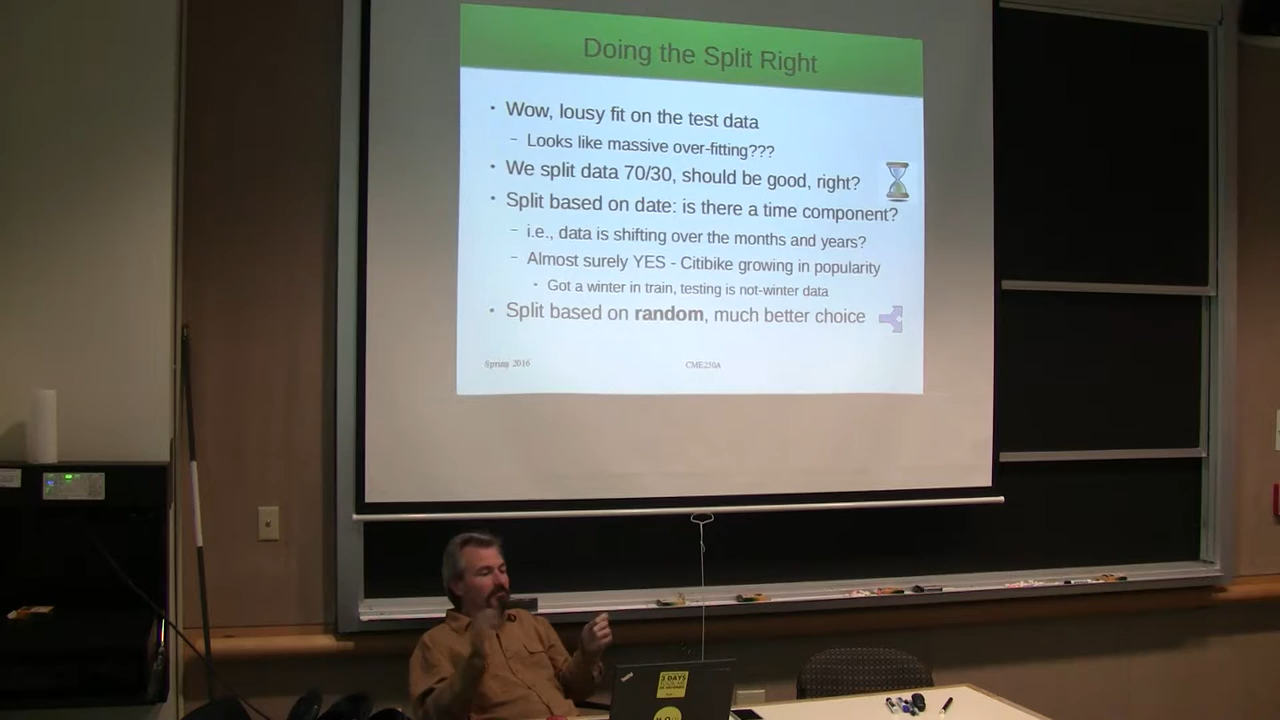 Doing the Split Right
• Wow, lousy fit on the test data
– Looks like massive over-fitting???
• We split data 70/30, should be good, right?
• Split based on date: is there a time component?
– i.e., data is shifting over the months and years?
– Almost surely YES - Citibike growing in popularity
• Got a winter in train, testing is not-winter data
• Split based on random, much better choice
Spring 2016
CME250A
3 DAYS